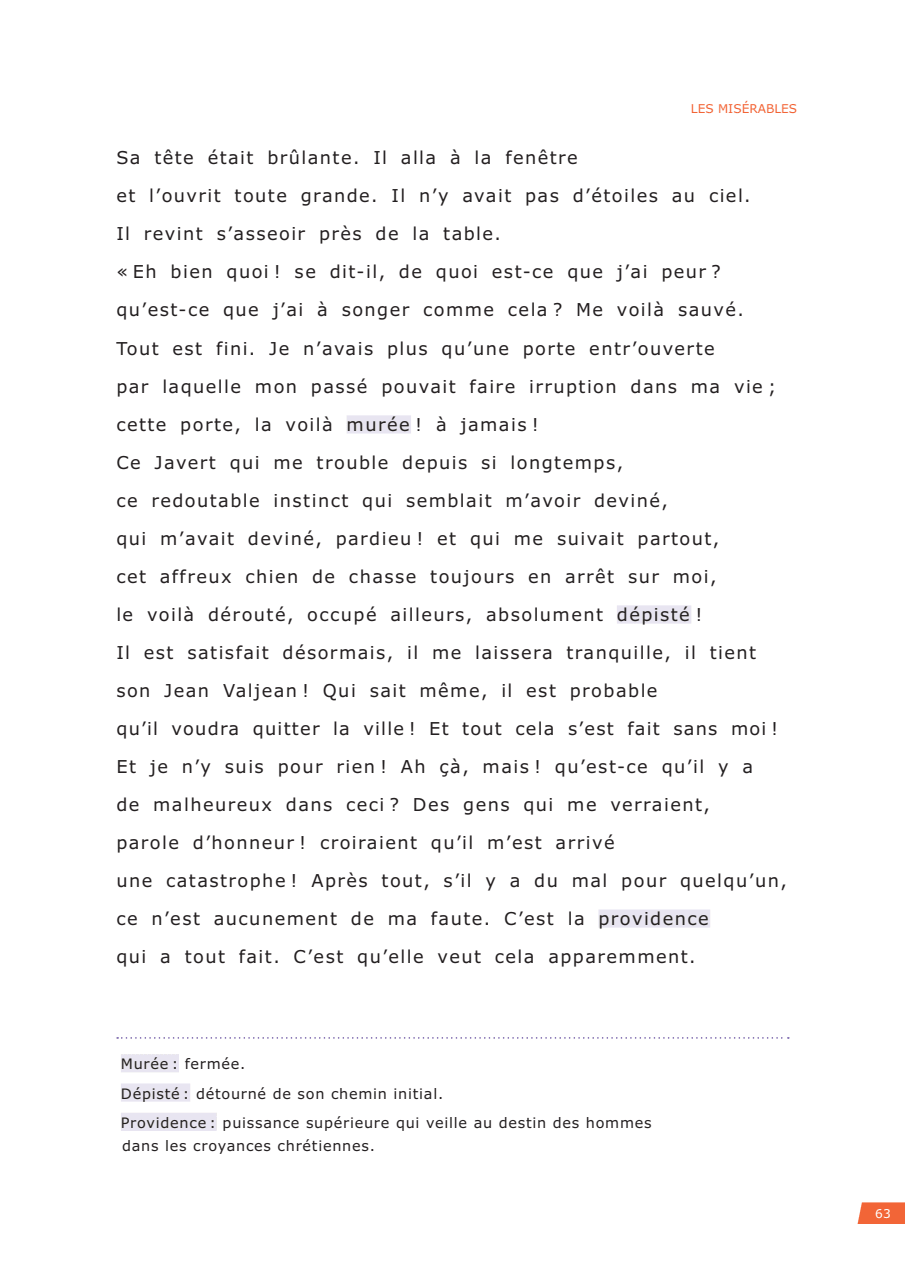 LES MISÉRABLES
Sa tête était brûlante. Il alla à la fenêtre
et l’ouvrit toute grande. Il n’y avait pas d’étoiles au ciel.
Il revint s’asseoir près de la table.
« Eh bien quoi ! se dit-il, de quoi est-ce que j’ai peur ?
qu’est-ce que j’ai à songer comme cela ? Me voilà sauvé.
Tout est fini. Je n’avais plus qu’une porte entr’ouverte
par laquelle mon passé pouvait faire irruption dans ma vie ;
cette porte, la voilà murée ! à jamais !
Ce Javert qui me trouble depuis si longtemps,
ce redoutable instinct qui semblait m’avoir deviné,
qui m’avait deviné, pardieu ! et qui me suivait partout,
cet affreux chien de chasse toujours en arrêt sur moi,
le voilà dérouté, occupé ailleurs, absolument dépisté !
Il est satisfait désormais, il me laissera tranquille, il tient
son Jean Valjean ! Qui sait même, il est probable
qu’il voudra quitter la ville ! Et tout cela s’est fait sans moi !
Et je n’y suis pour rien ! Ah çà, mais ! qu’est-ce qu’il y a
de malheureux dans ceci ? Des gens qui me verraient,
parole d’honneur ! croiraient qu’il m’est arrivé
une catastrophe ! Après tout, s’il y a du mal pour quelqu’un,
ce n’est aucunement de ma faute. C’est la providence
qui a tout fait. C’est qu’elle veut cela apparemment.
Murée : fermée.
Dépisté : détourné de son chemin initial.
Providence : puissance supérieure qui veille au destin des hommes
dans les croyances chrétiennes.
63